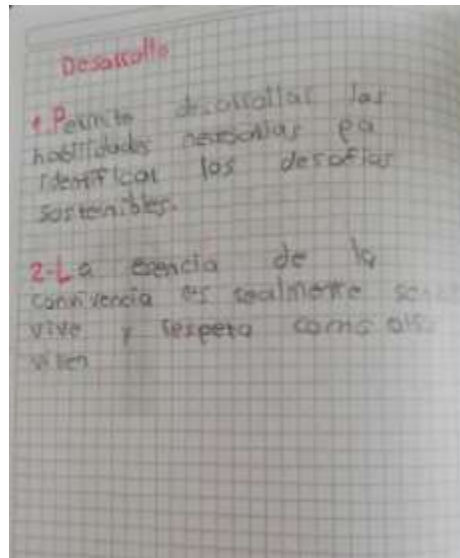 Desarrollo
1. Permite desarrollar las
habilidades necesarias pa
identificar los desafíos
sostenibles.
2-La esencia de la
convivencia es realmente
vive y respeta como
viven